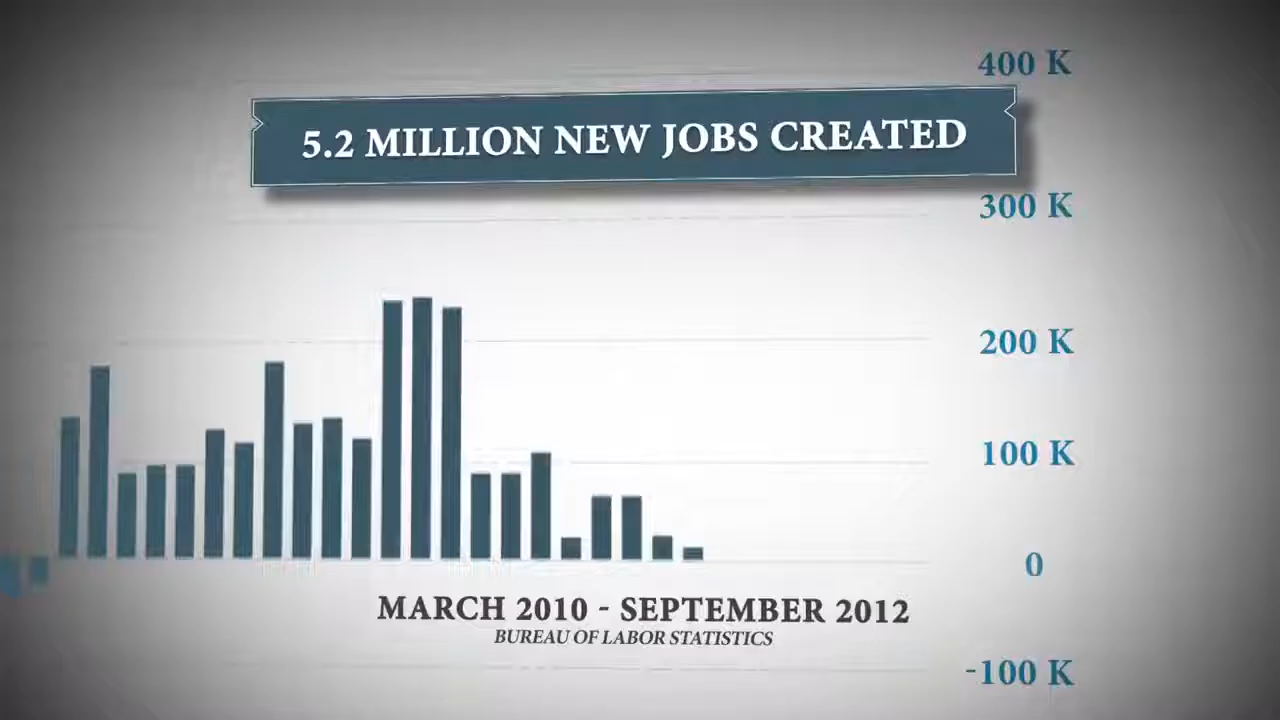 400 K
5.2 MILLION NEW JOBS CREATED
300 K
200 K
100 K
0
MARCH 2010 - SEPTEMBER 2012
BUREAU OF LABOR STATISTICS
-100 K